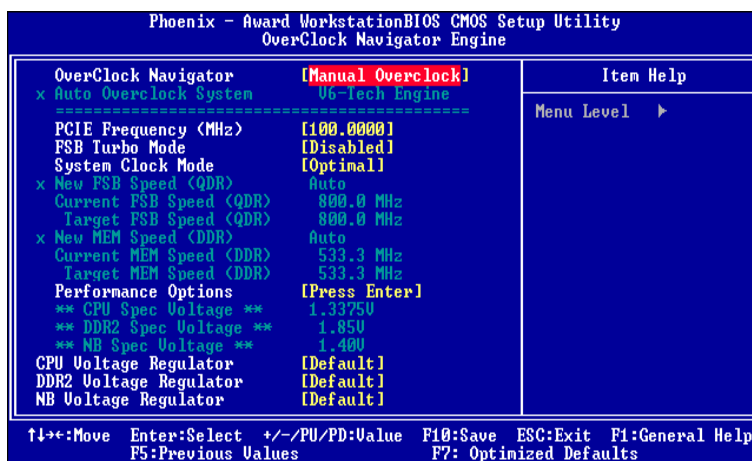 Phoenix - Award WorkstationBIOS CMOS Setup Utility
OverClock Navigator Engine
OverClock Navigator [Manual Overclock]
x Auto Overclock System V6-Tech Engine
================================================
PCIE Frequency (MHz) [100.0000]
FSB Turbo Mode [Disabled]
System Clock Mode [Optimal]
x New FSB Speed (QDR) Auto
Current FSB Speed (QDR) 800.0 MHz
Target FSB Speed (QDR) 800.0 MHz
x New MEM Speed (DDR) Auto
Current MEM Speed (DDR) 533.3 MHz
Target MEM Speed (DDR) 533.3 MHz
Performance Options [Press Enter]
** CPU Spec Voltage ** 1.3375V
** DDR2 Spec Voltage ** 1.85V
** NB Spec Voltage ** 1.40V
CPU Voltage Regulator [Default]
DDR2 Voltage Regulator [Default]
NB Voltage Regulator [Default]
Item Help
Menu Level ▶
↑↓→←:Move Enter:Select +/-/PU/PD:Value F10:Save ESC:Exit F1:General Help
F5:Previous Values F7: Optimized Defaults